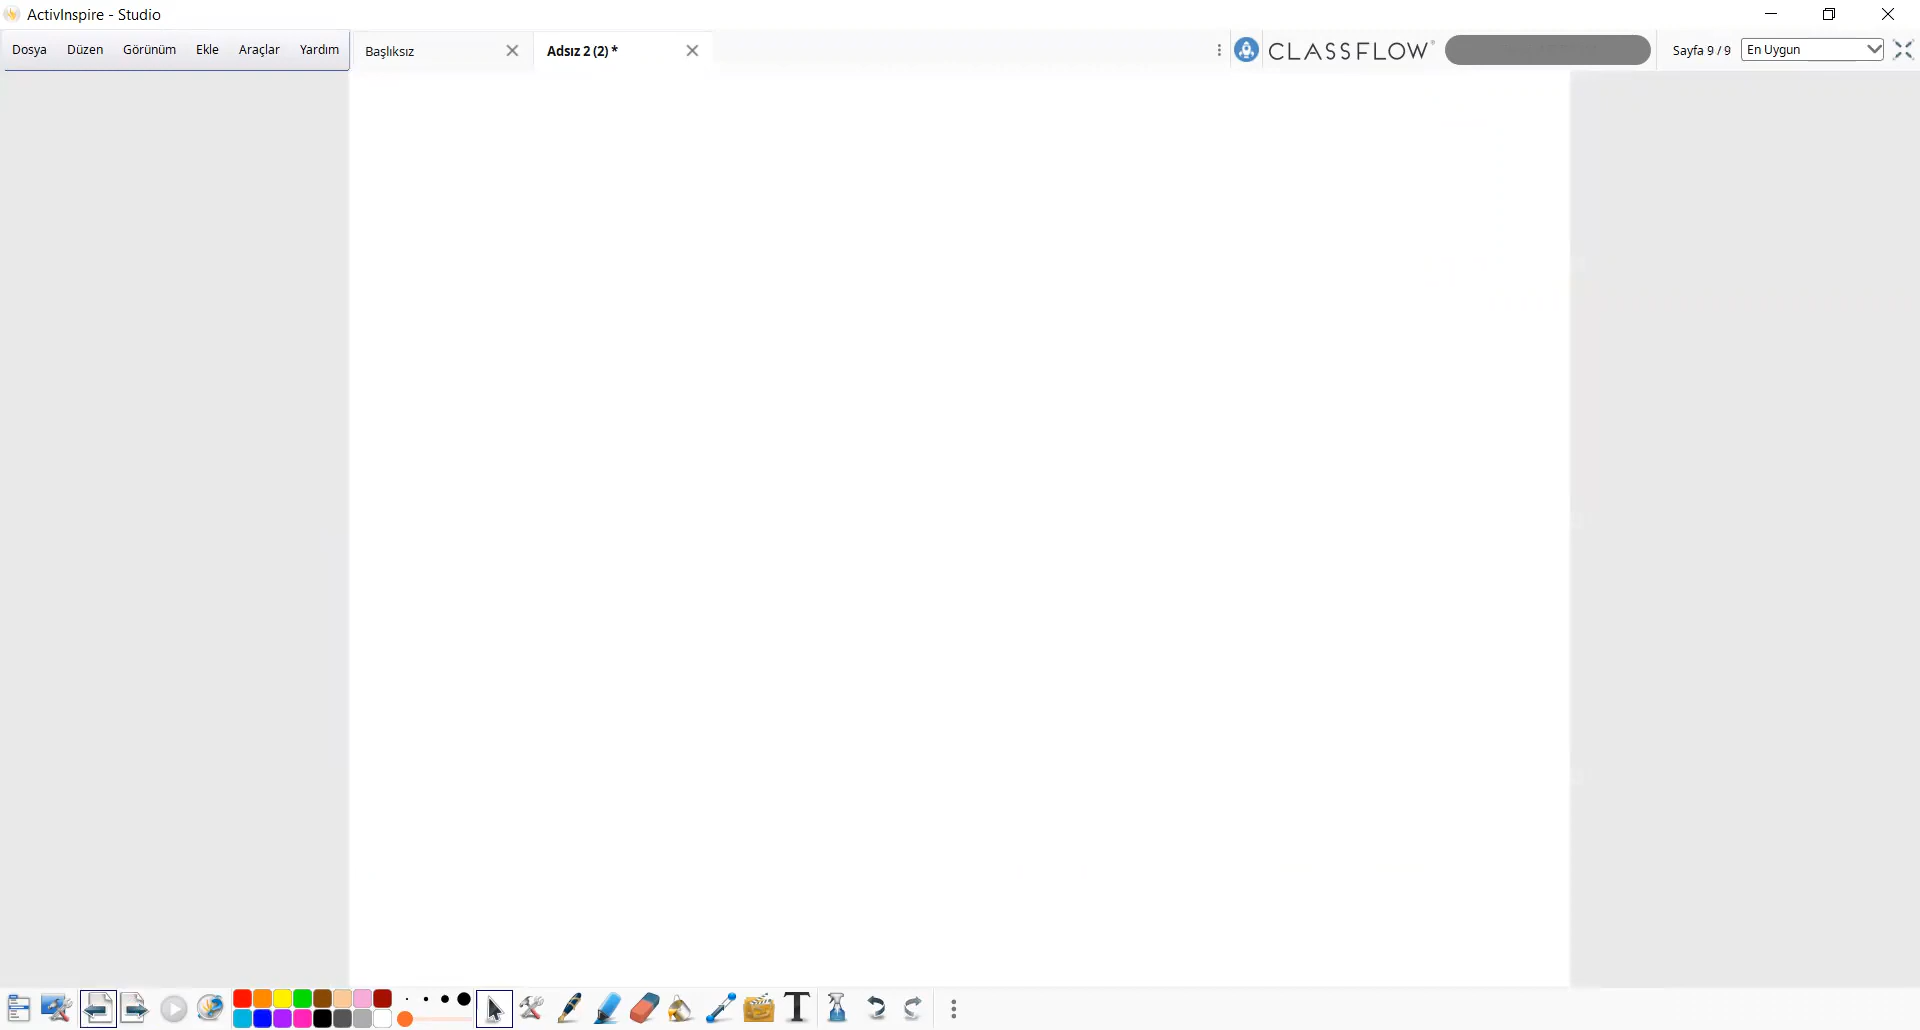 ActivInspire - Studio
Dosya Düzen Görünüm Ekle Araçlar Yardım Başlıksız Adsız 2 (2) * CLASSFLOW® Sayfa 9 / 9 En Uygun
T